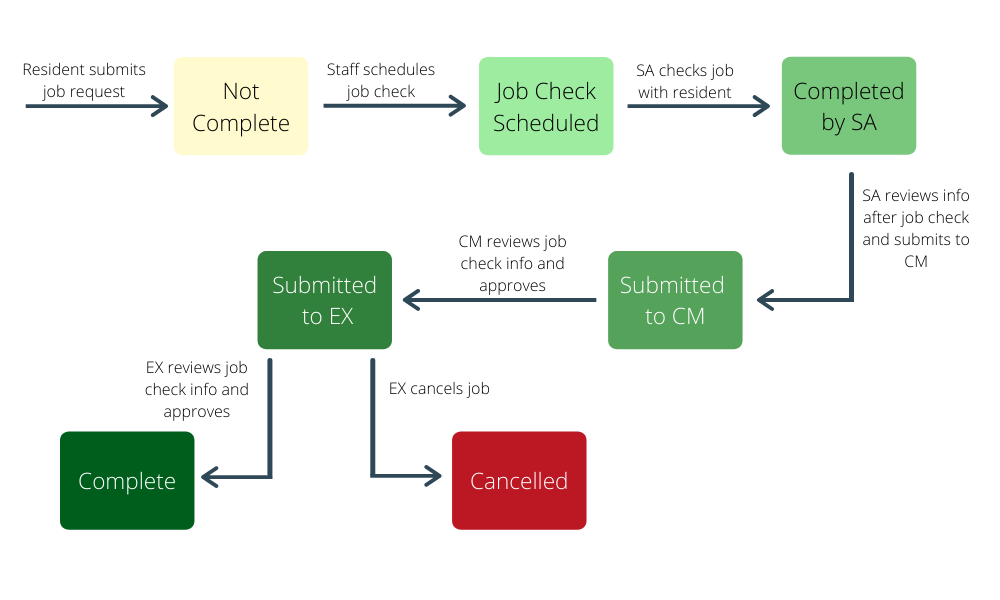 Resident submits
job request
Not
Complete
Staff schedules
job check
Job Check
Scheduled
SA checks job
with resident
Completed
by SA
SA reviews info
after job check
and submits to
CM
Submitted
to CM
CM reviews job
check info and
approves
Submitted
to EX
EX reviews job
check info and
approves
Complete
EX cancels job
Cancelled